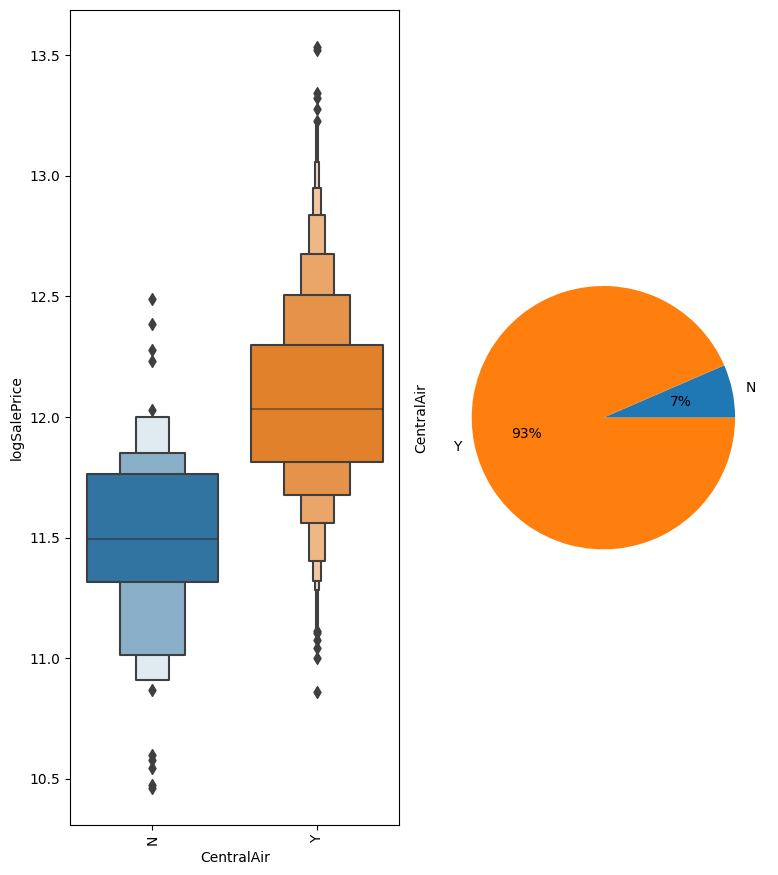 13.5
13.0
12.5
12.0
11.5
11.0
10.5
logSalePrice
N
Y
CentralAir
CentralAir
N
7%
93%
Y